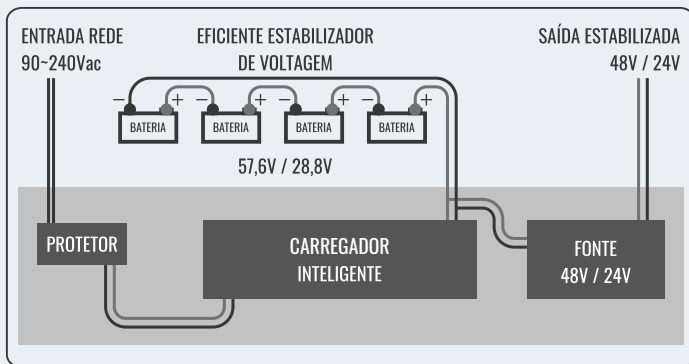 ENTRADA REDE
90~240Vac
EFICIENTE ESTABILIZADOR
DE VOLTAGEM
SAÍDA ESTABILIZADA
48V / 24V
− + − + − + − +
BATERIA BATERIA BATERIA BATERIA
57,6V / 28,8V
PROTETOR
CARREGADOR
INTELIGENTE
FONTE
48V / 24V